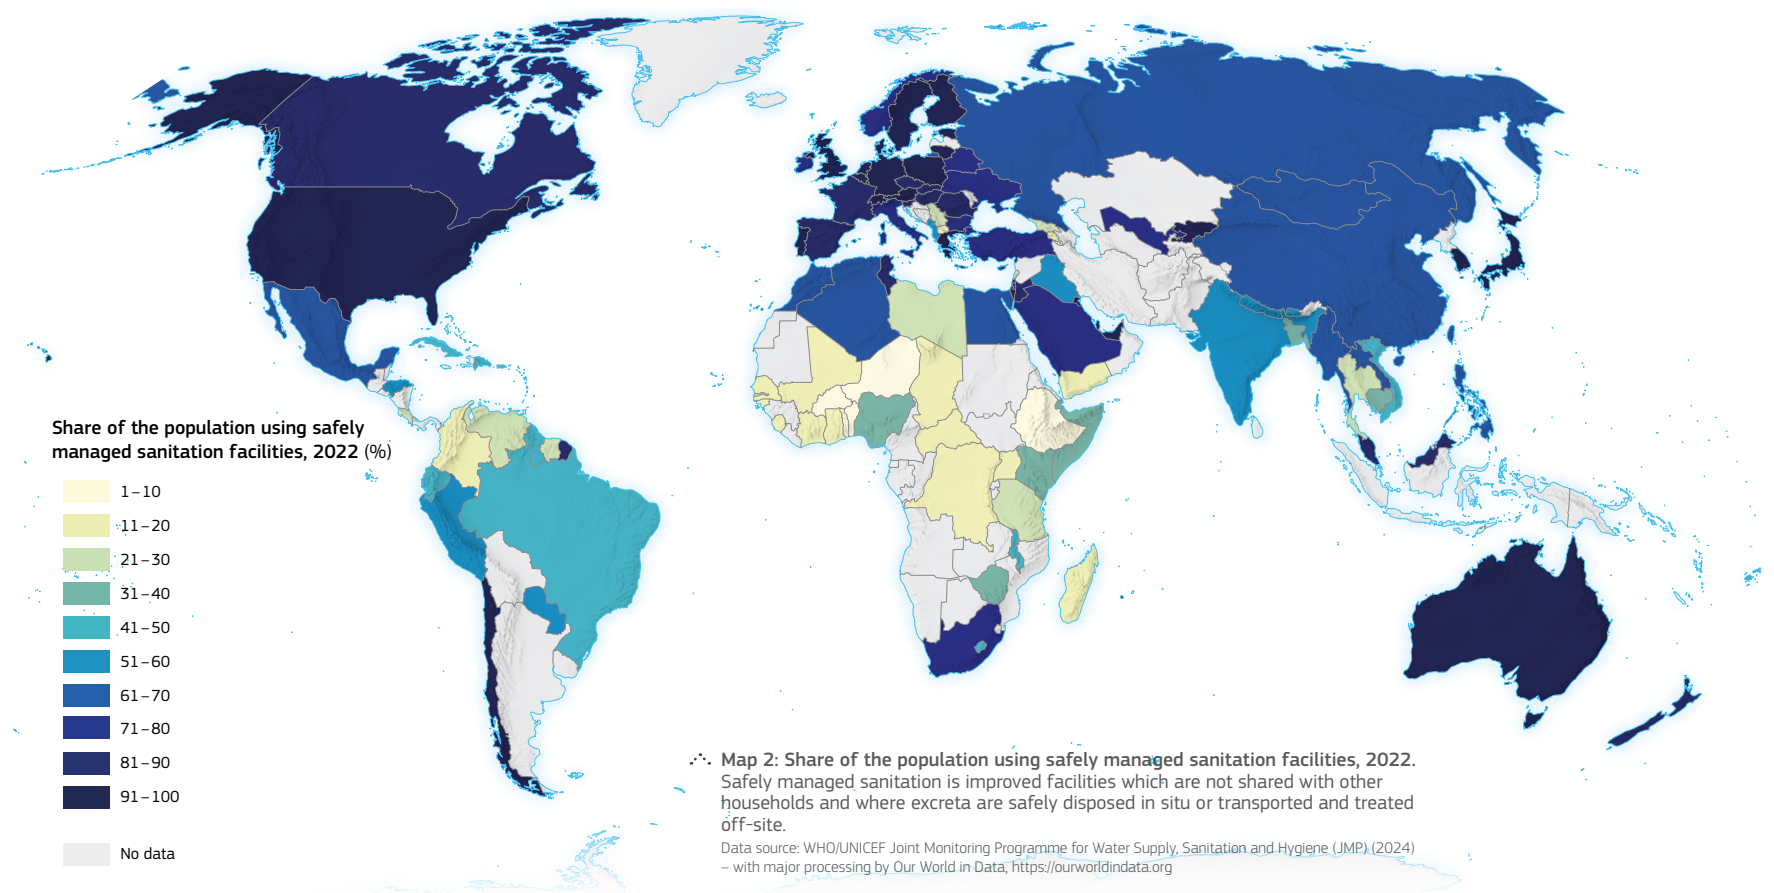 Share of the population using safely
managed sanitation facilities, 2022 (%)
1–10
11–20
21–30
31–40
41–50
51–60
61–70
71–80
81–90
91–100
No data
Map 2: Share of the population using safely managed sanitation facilities, 2022.
Safely managed sanitation is improved facilities which are not shared with other
households and where excreta are safely disposed in situ or transported and treated
off-site.
Data source: WHO/UNICEF Joint Monitoring Programme for Water Supply, Sanitation and Hygiene (JMP) (2024)
– with major processing by Our World in Data, https://ourworldindata.org